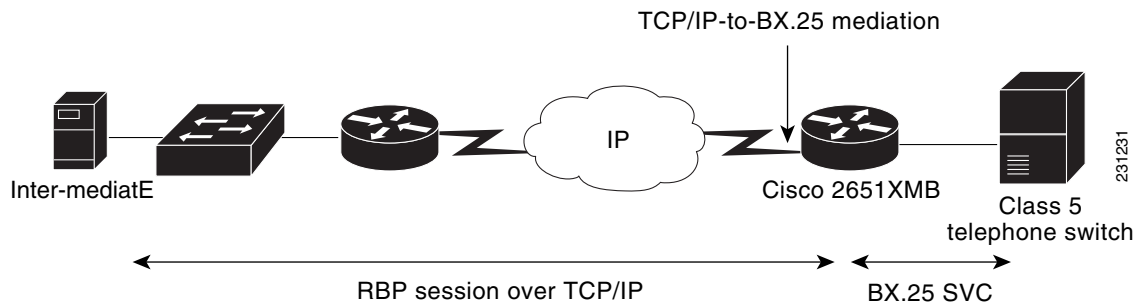 TCP/IP-to-BX.25 mediation
IP
Inter-mediatE
Cisco 2651XMB
Class 5
telephone switch
231231
RBP session over TCP/IP
BX.25 SVC